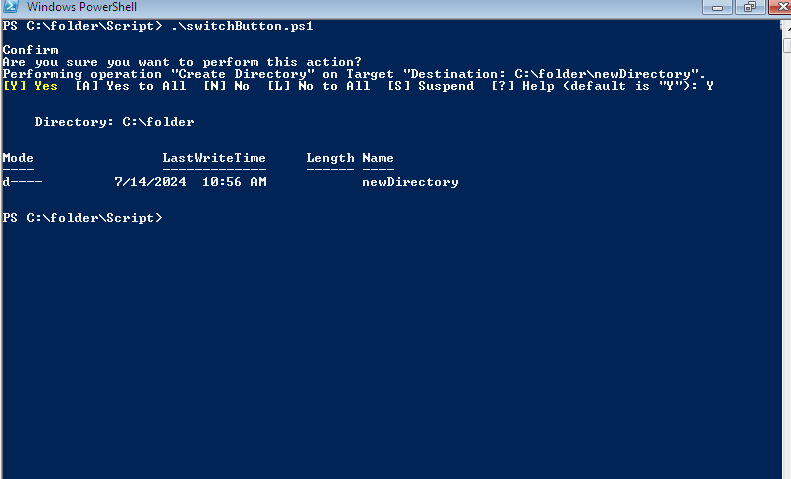 Windows PowerShell
PS C:\folder\Script> .\switchButton.ps1
Confirm
Are you sure you want to perform this action?
Performing operation "Create Directory" on Target "Destination: C:\folder\newDirectory".
[Y] Yes  [A] Yes to All  [N] No  [L] No to All  [S] Suspend  [?] Help (default is "Y"): Y
    Directory: C:\folder
Mode                LastWriteTime     Length Name
----                -------------     ------ ----
d----         7/14/2024  10:56 AM            newDirectory
PS C:\folder\Script>